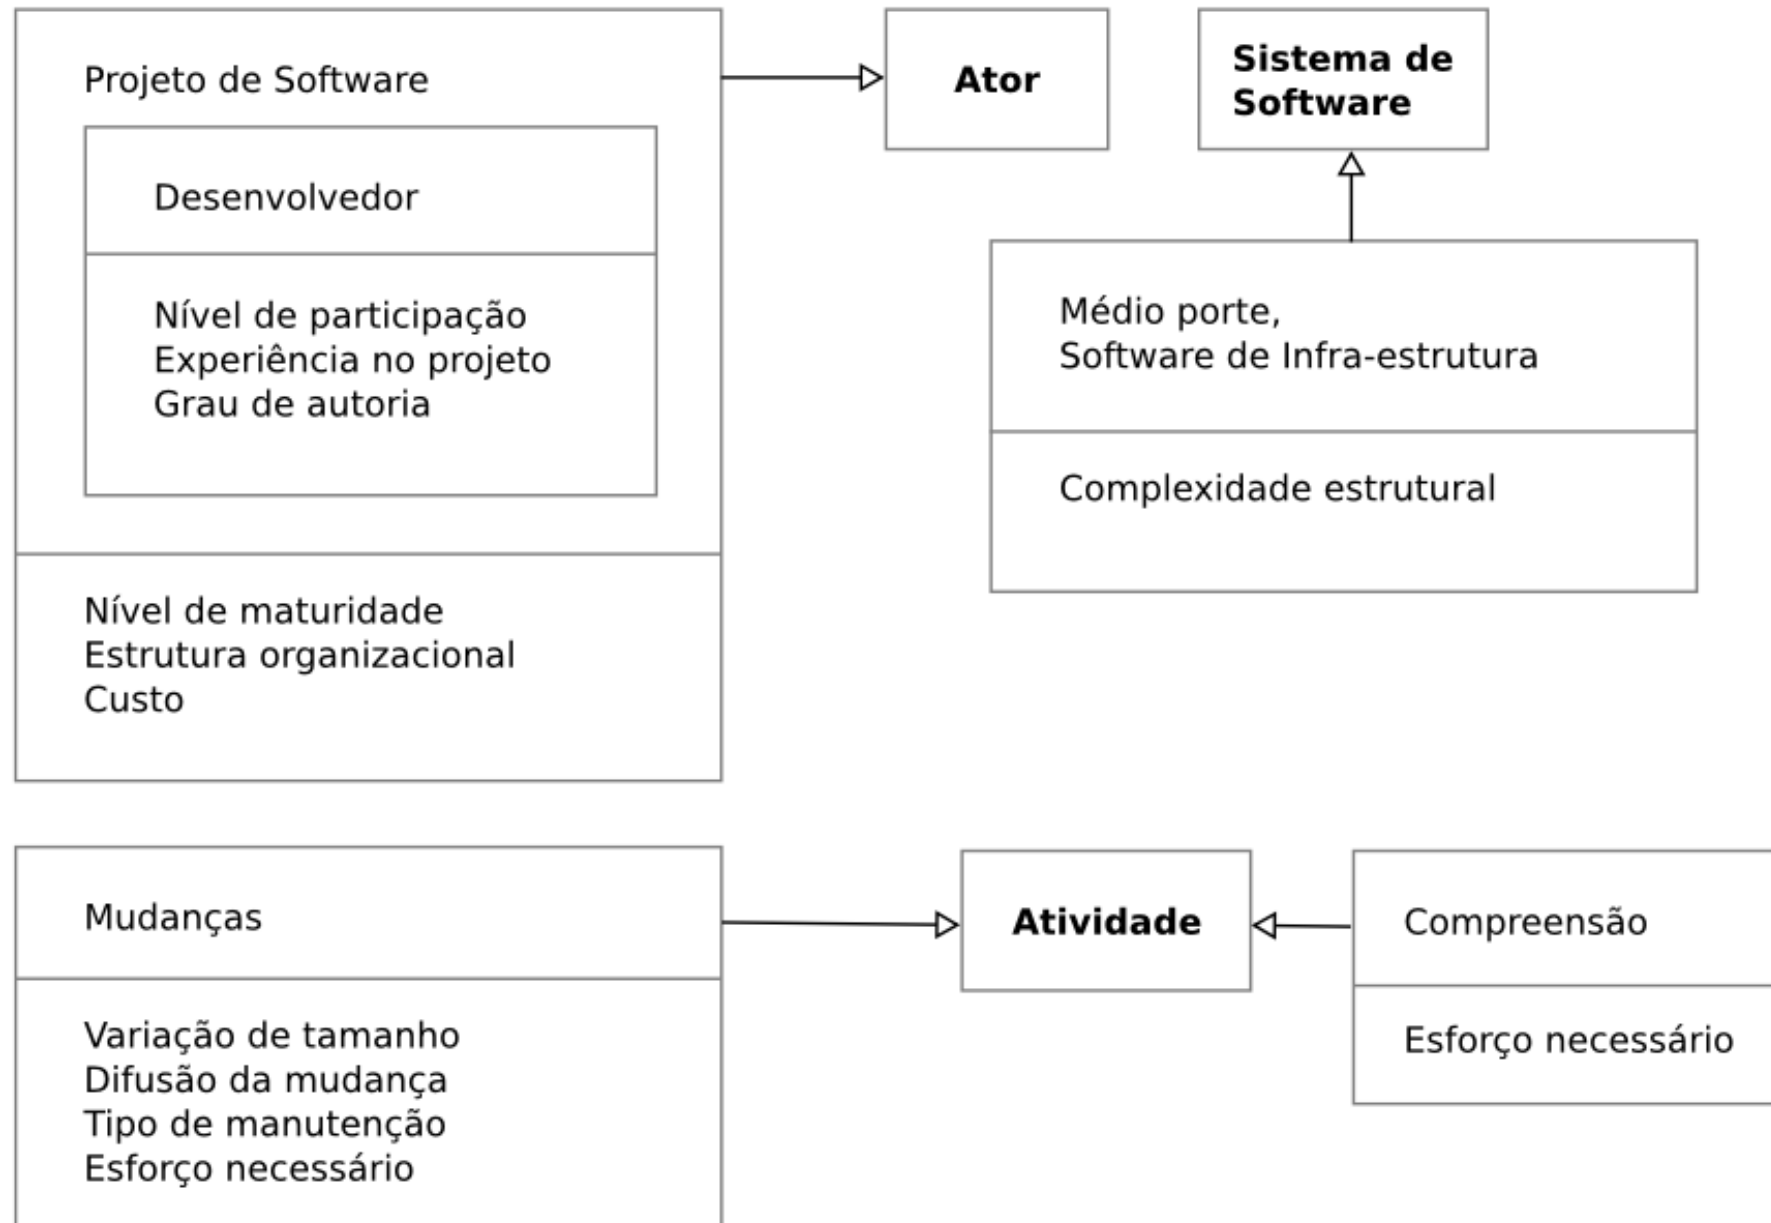 Projeto de Software
Desenvolvedor
Nível de participação
Experiência no projeto
Grau de autoria
Nível de maturidade
Estrutura organizacional
Custo
Ator
Sistema de
Software
Médio porte,
Software de Infra-estrutura
Complexidade estrutural
Mudanças
Variação de tamanho
Difusão da mudança
Tipo de manutenção
Esforço necessário
Atividade
Compreensão
Esforço necessário